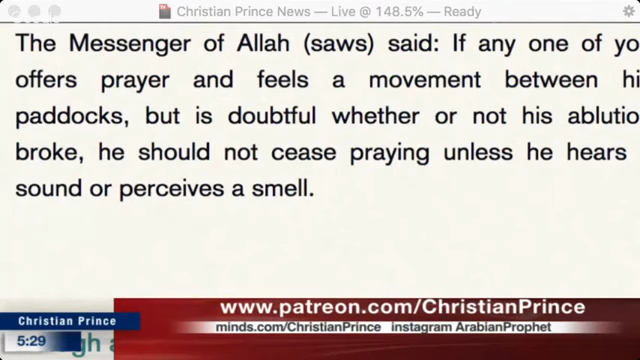 Christian Prince News — Live @ 148.5% — Ready
The Messenger of Allah (saws) said: If any one of yo
offers prayer and feels a movement between hi
paddocks, but is doubtful whether or not his ablutio
broke, he should not cease praying unless he hears
sound or perceives a smell.
www.patreon.com/ChristianPrince
Christian Prince
minds.com/ChristianPrince instagram ArabianProphet
5:29